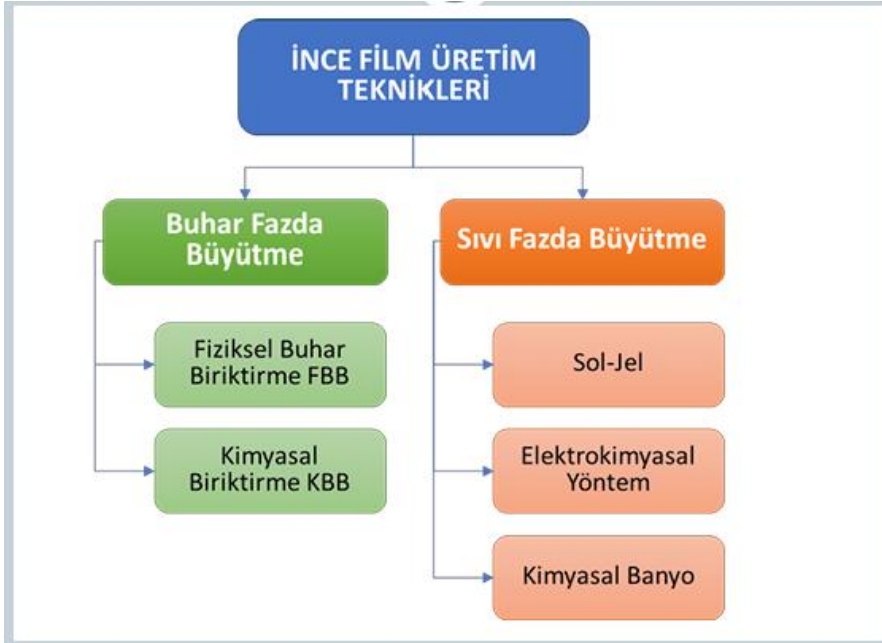 İNCE FİLM ÜRETİM
TEKNİKLERİ
Buhar Fazda
Büyütme
Sıvı Fazda Büyütme
Fiziksel Buhar
Biriktirme FBB
Kimyasal
Biriktirme KBB
Sol-Jel
Elektrokimyasal
Yöntem
Kimyasal Banyo